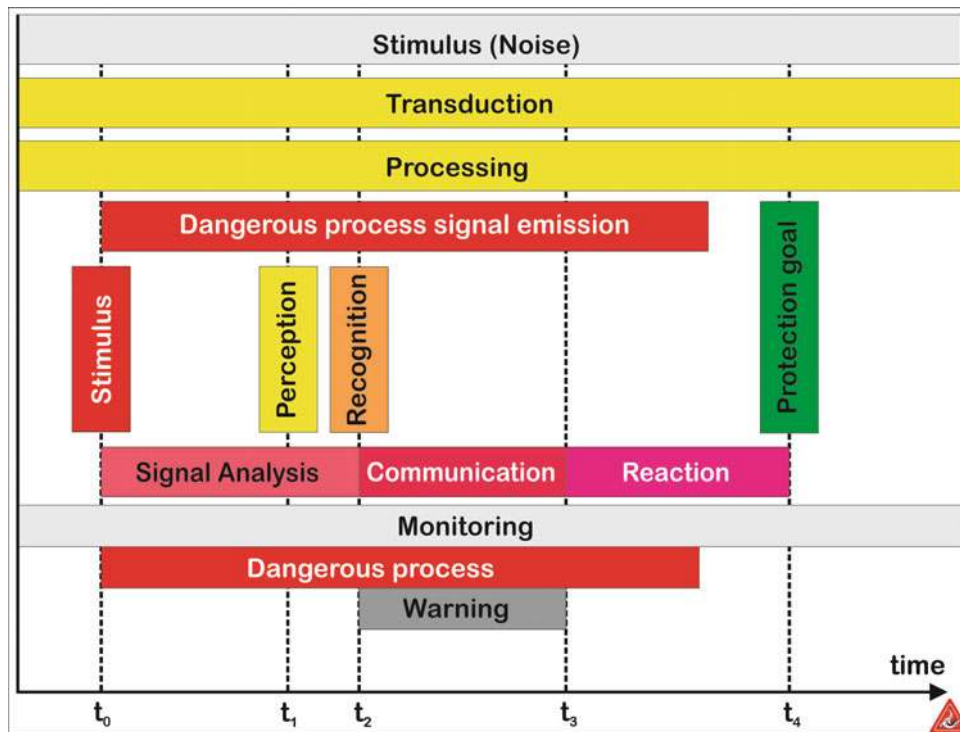 Stimulus (Noise)
Transduction
Processing
Dangerous process signal emission
Stimulus
Perception
Recognition
Protection goal
Signal Analysis
Communication
Reaction
Monitoring
Dangerous process
Warning
time
t₀
t₁
t₂
t₃
t₄